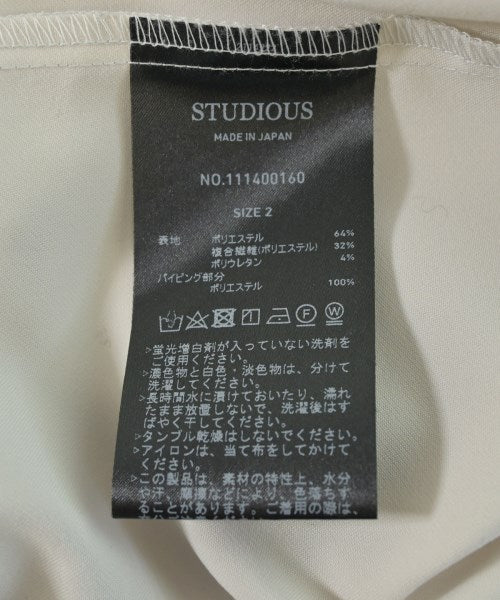 STUDIOUS
MADE IN JAPAN
NO.111400160
SIZE 2
表地 ポリエステル 64%
複合繊維(ポリエステル) 32%
ポリウレタン 4%
パイピング部分
ポリエステル 100%
F W
>蛍光増白剤が入っていない洗剤を
ご使用ください。
>濃色物と白色・淡色物は、分けて
洗濯してください。
>長時間水に漬けておいたり、濡れ
たまま放置しないで、洗濯後はす
ばやく干してください。
>タンブル乾燥はしないでください。
>アイロンは、当て布をしてかけて
ください。
>この製品は、素材の特性上、水分
や汗、摩擦などにより、色落ちす
ることがあります。ご着用の際は、